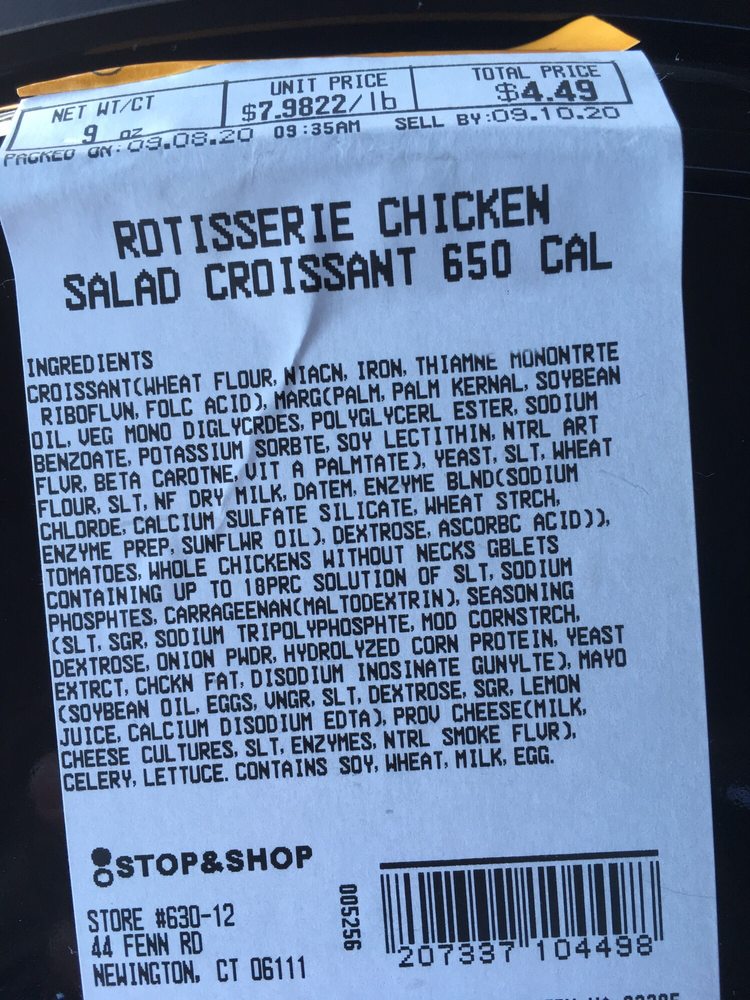 NET WT/CT UNIT PRICE TOTAL PRICE
9 oz $7.9822/lb $4.49
PACKED ON:09.08.20 09:35AM SELL BY:09.10.20
ROTISSERIE CHICKEN
SALAD CROISSANT 650 CAL
INGREDIENTS
CROISSANT(WHEAT FLOUR, NIACN, IRON, THIAMNE MONONTRTE
RIBOFLVN, FOLC ACID), MARG(PALM, PALM KERNAL, SOYBEAN
OIL, VEG MONO DIGLYCRDES, POLYGLYCERL ESTER, SODIUM
BENZOATE, POTASSIUM SORBTE, SOY LECTITHIN, NTRL ART
FLVR, BETA CAROTNE, VIT A PALMTATE), YEAST, SLT, WHEAT
FLOUR, SLT, NF DRY MILK, DATEM, ENZYME BLND(SODIUM
CHLORDE, CALCIUM SULFATE SILICATE, WHEAT STRCH,
ENZYME PREP, SUNFLWR OIL), DEXTROSE, ASCORBC ACID)),
TOMATOES, WHOLE CHICKENS WITHOUT NECKS GBLETS
CONTAINING UP TO 18PRC SOLUTION OF SLT, SODIUM
PHOSPHTES, CARRAGEENAN(MALTODEXTRIN), SEASONING
(SLT, SGR, SODIUM TRIPOLYPHOSPHTE, MOD CORNSTRCH,
DEXTROSE, ONION PWDR, HYDROLYZED CORN PROTEIN, YEAST
EXTRCT, CHCKN FAT, DISODIUM INOSINATE GUNYLTE), MAYO
(SOYBEAN OIL, EGGS, VNGR, SLT, DEXTROSE, SGR, LEMON
JUICE, CALCIUM DISODIUM EDTA), PROV CHEESE(MILK,
CHEESE CULTURES, SLT, ENZYMES, NTRL SMOKE FLVR),
CELERY, LETTUCE. CONTAINS SOY, WHEAT, MILK, EGG.
STOP&SHOP
STORE #630-12
44 FENN RD
NEWINGTON, CT 06111
005256
207337 104498